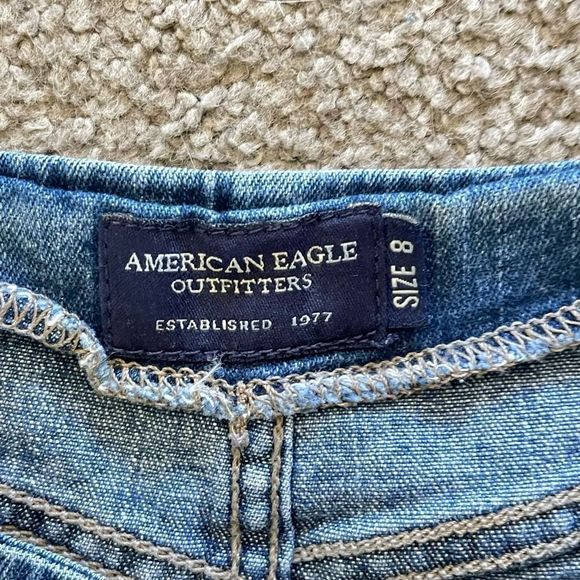 AMERICAN EAGLE
OUTFITTERS
ESTABLISHED 1977
SIZE 8